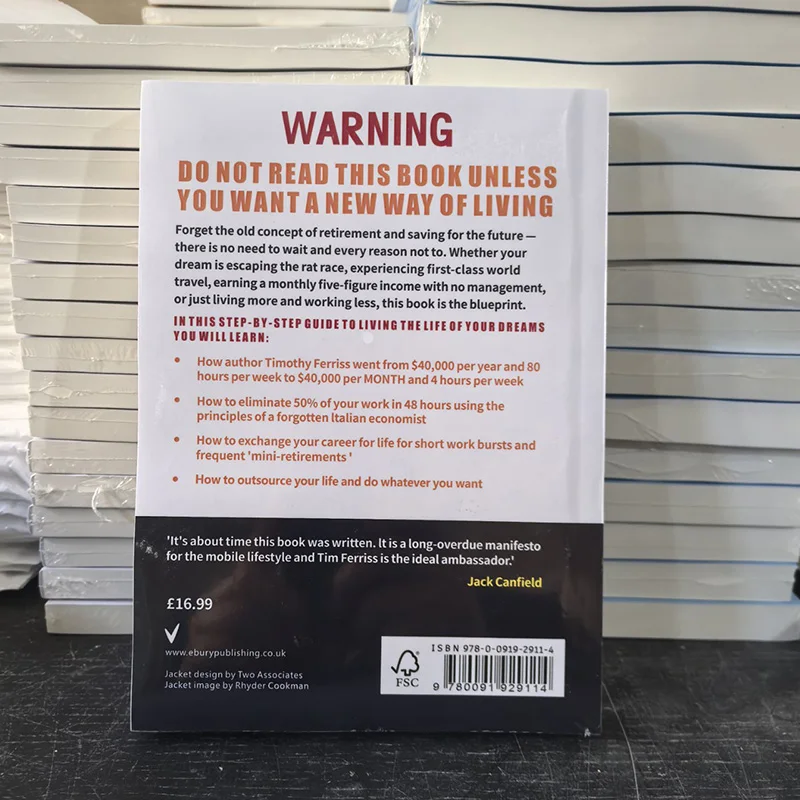 WARNING
DO NOT READ THIS BOOK UNLESS
YOU WANT A NEW WAY OF LIVING
Forget the old concept of retirement and saving for the future —
there is no need to wait and every reason not to. Whether your
dream is escaping the rat race, experiencing first-class world
travel, earning a monthly five-figure income with no management,
or just living more and working less, this book is the blueprint.
IN THIS STEP-BY-STEP GUIDE TO LIVING THE LIFE OF YOUR DREAMS
YOU WILL LEARN:
• How author Timothy Ferriss went from $40,000 per year and 80
hours per week to $40,000 per MONTH and 4 hours per week
• How to eliminate 50% of your work in 48 hours using the
principles of a forgotten ltalian economist
• How to exchange your career for life for short work bursts and
frequent 'mini-retirements '
• How to outsource your life and do whatever you want
'It's about time this book was written. lt is a long-overdue manifesto
for the mobile lifestyle and Tim Ferriss is the ideal ambassador.'
Jack Canfield
£16.99
www.eburypublishing.co.uk
Jacket design by Two Associates
Jacket image by Rhyder Cookman
FSC
ISBN 978-0-0919-2911-4
9 780091 929114